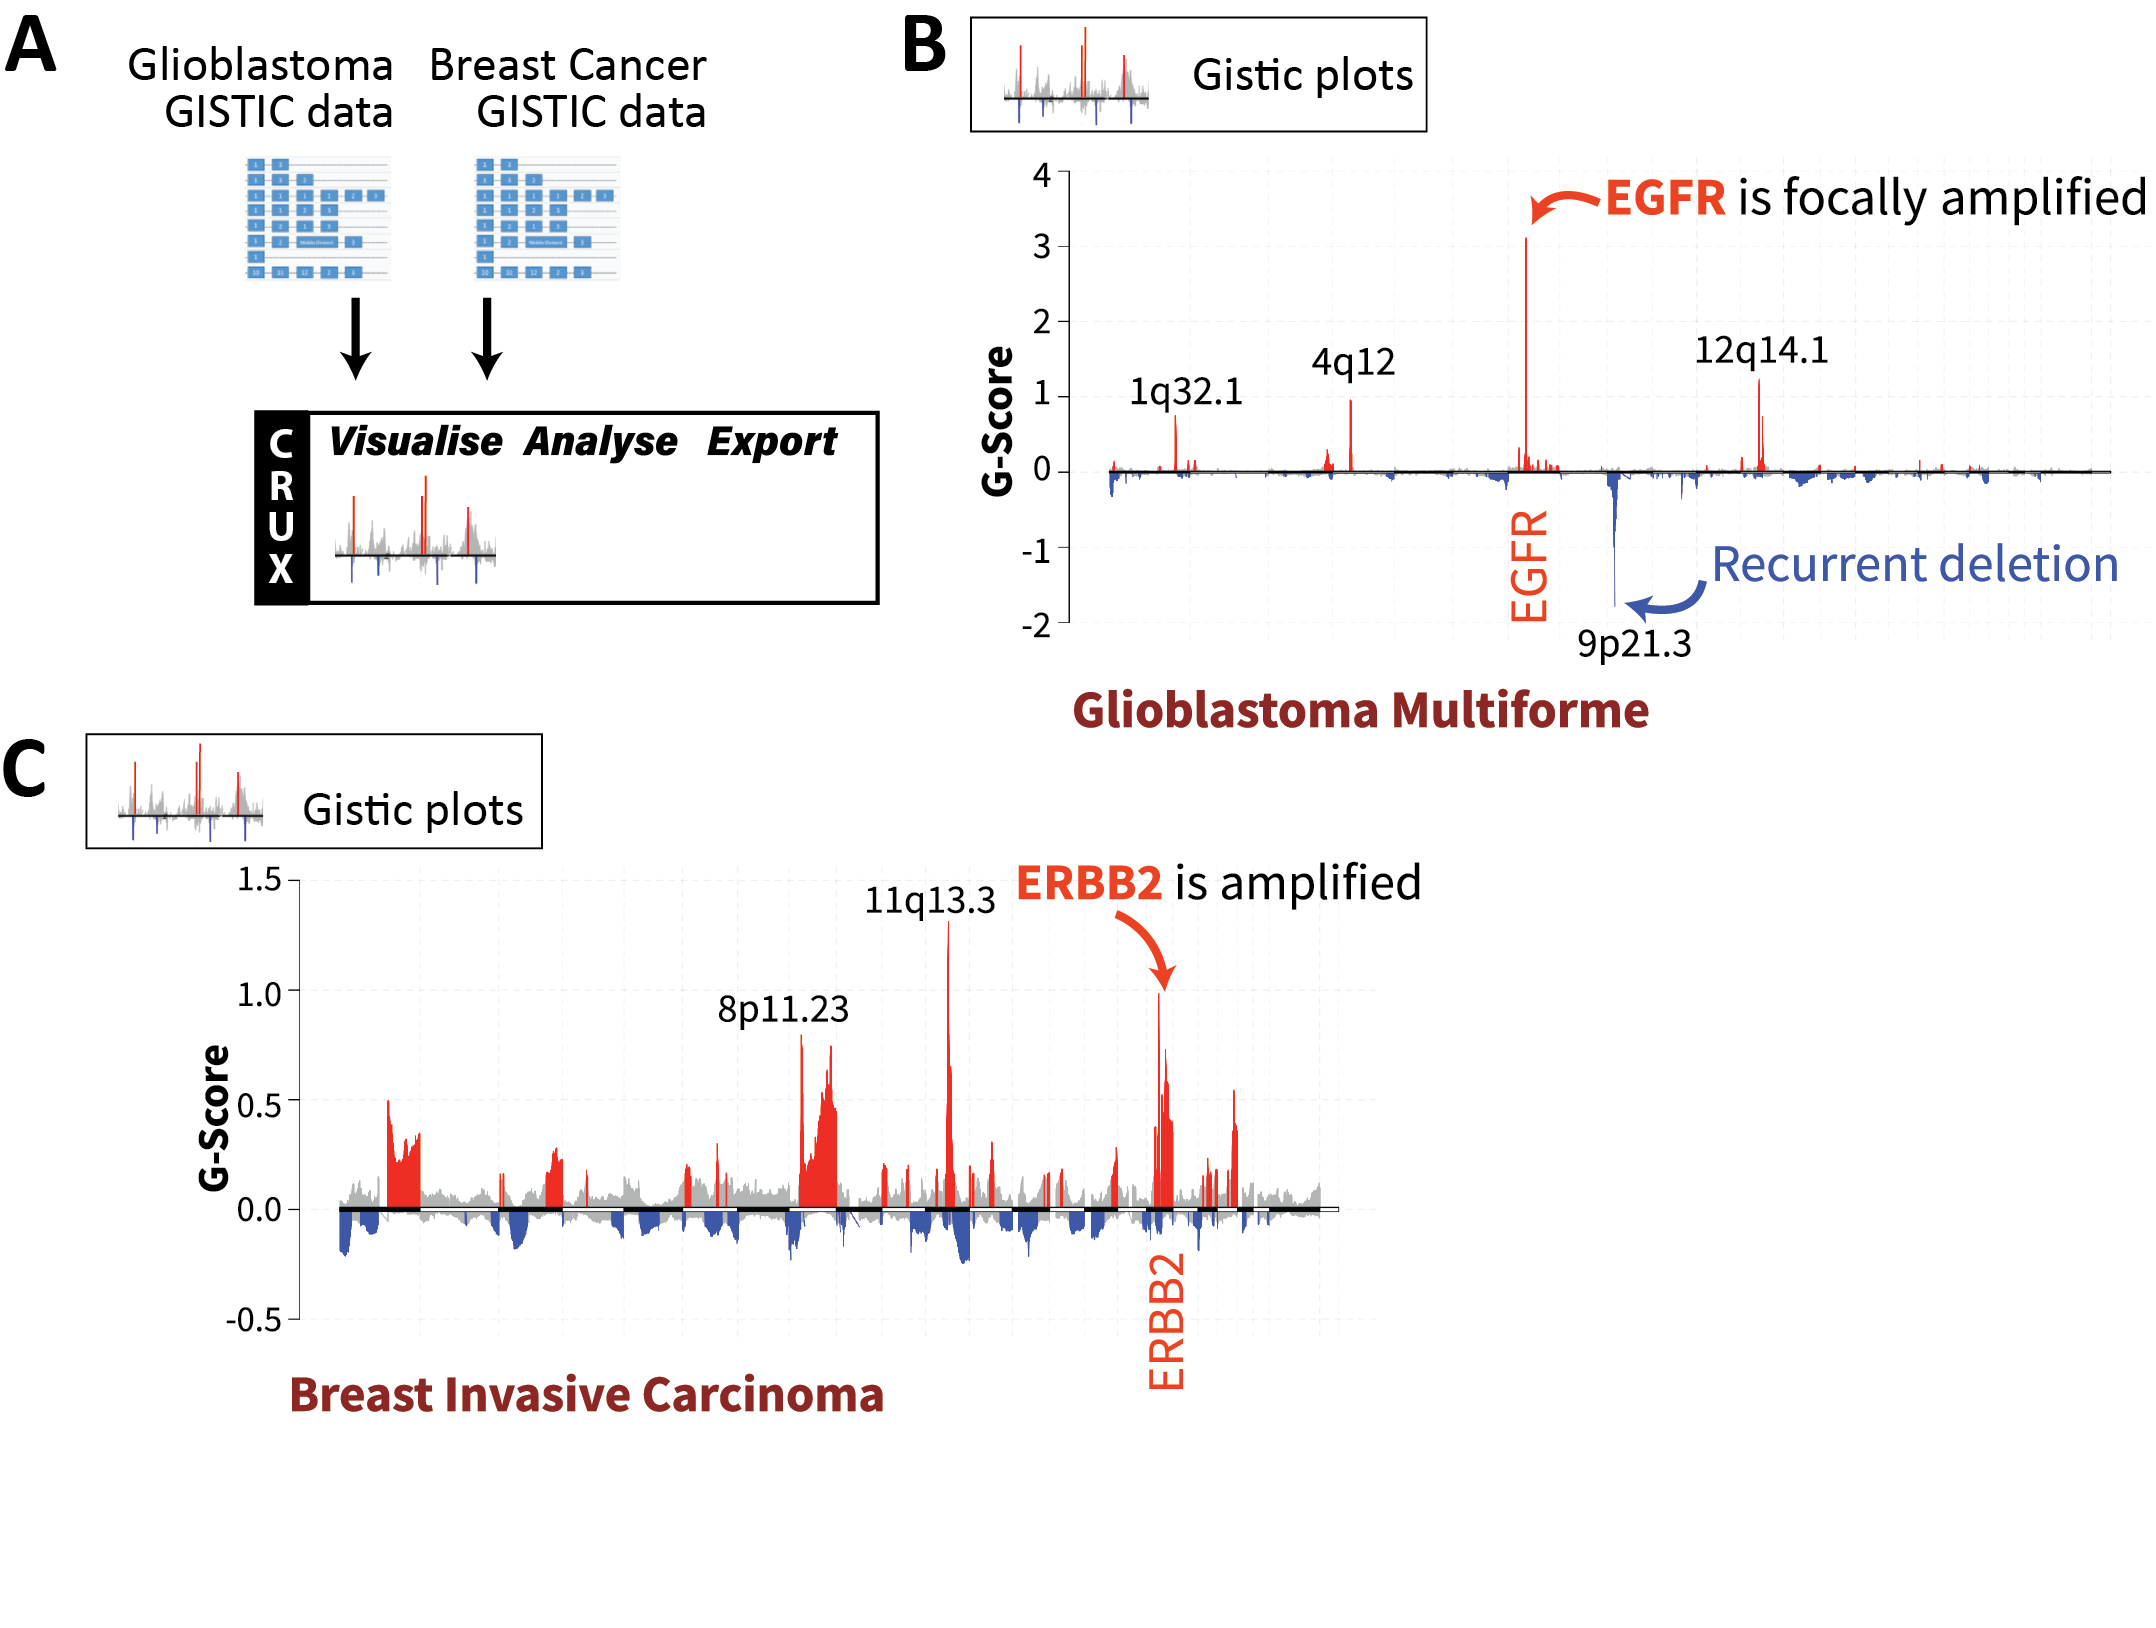 A
Glioblastoma
GISTIC data
Breast Cancer
GISTIC data
C
R
U
X
Visualise Analyse Export
B
Gistic plots
4
3
2
1
0
-1
-2
G-Score
EGFR is focally amplified
1q32.1
4q12
12q14.1
EGFR
Recurrent deletion
9p21.3
Glioblastoma Multiforme
C
Gistic plots
1.5
1.0
0.5
0.0
-0.5
G-Score
8p11.23
11q13.3
ERBB2 is amplified
ERBB2
Breast Invasive Carcinoma